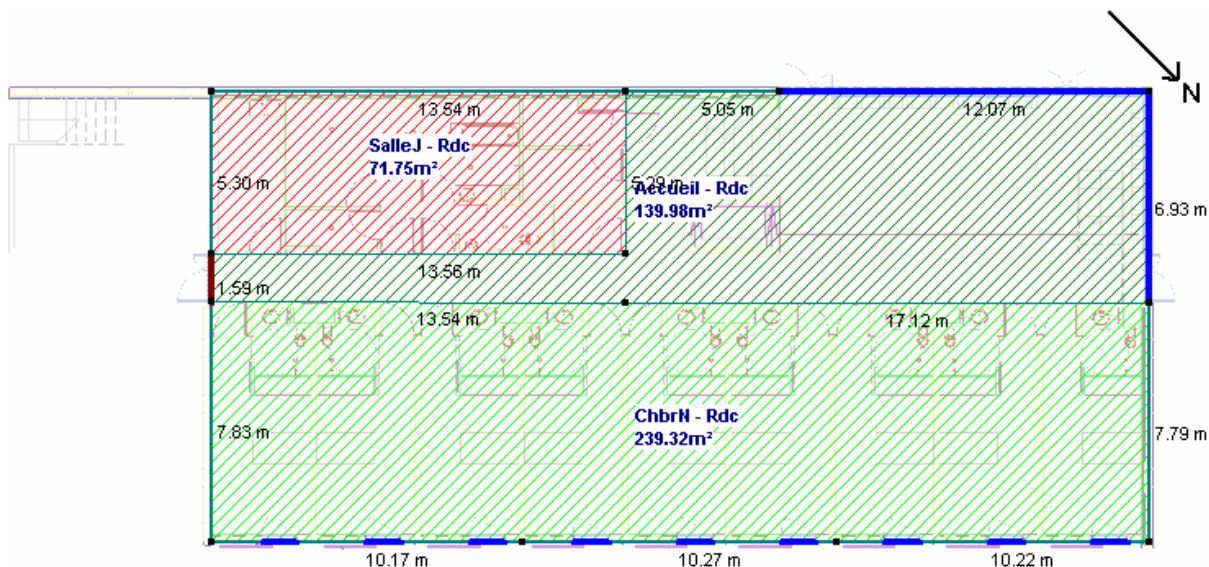 N
13.54 m
5.05 m
12.07 m
SalleJ - Rdc
71.75m²
5.30 m
5.29 m
Accueil - Rdc
139.98m²
6.93 m
13.56 m
1.59 m
13.54 m
17.12 m
ChbrN - Rdc
239.32m²
7.83 m
7.79 m
10.17 m
10.27 m
10.22 m